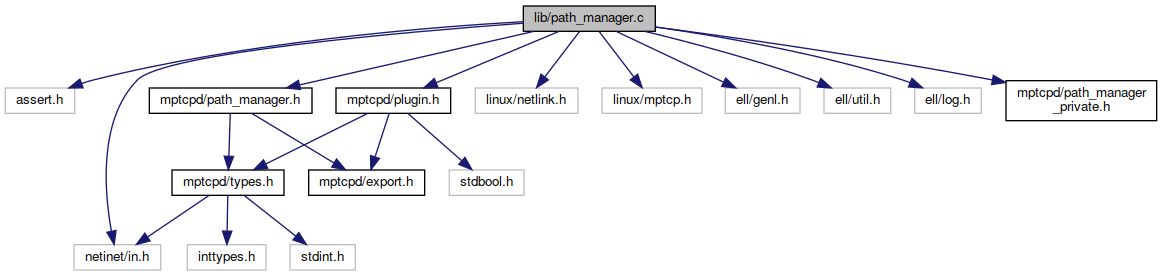 lib/path_manager.c
assert.h
mptcpd/path_manager.h
mptcpd/plugin.h
linux/netlink.h
linux/mptcp.h
ell/genl.h
ell/util.h
ell/log.h
mptcpd/path_manager
_private.h
mptcpd/types.h
mptcpd/export.h
stdbool.h
netinet/in.h
inttypes.h
stdint.h